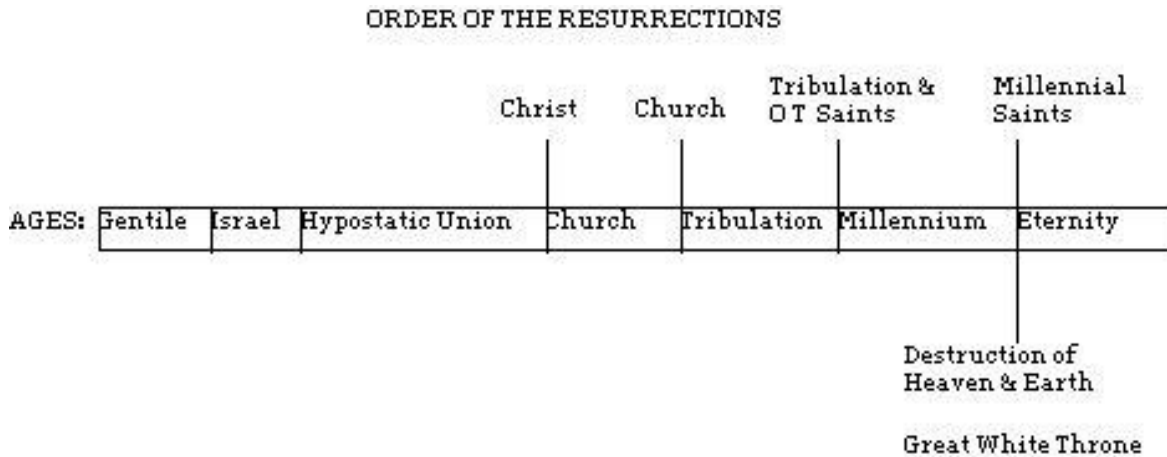 ORDER OF THE RESURRECTIONS
Christ
Church
Tribulation &
O T Saints
Millennial
Saints
AGES: Gentile Israel Hypostatic Union Church Tribulation Millennium Eternity
Destruction of
Heaven & Earth
Great White Throne